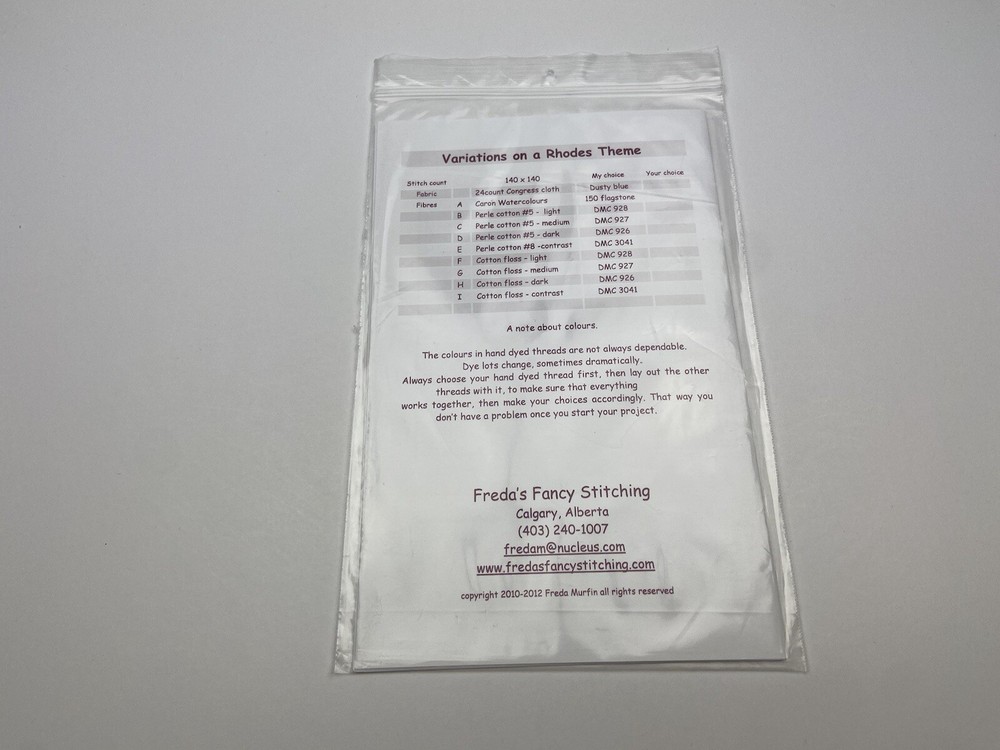 Variations on a Rhodes Theme
Stitch count 140 x 140 My choice Your choice
Fabric 24count Congress cloth Dusty blue
Fibres A Caron Watercolours 150 flagstone
B Perle cotton #5 - light DMC 928
C Perle cotton #5 - medium DMC 927
D Perle cotton #5 - dark DMC 926
E Perle cotton #8 -contrast DMC 3041
F Cotton floss - light DMC 928
G Cotton floss - medium DMC 927
H Cotton floss - dark DMC 926
I Cotton floss - contrast DMC 3041
A note about colours.
The colours in hand dyed threads are not always dependable.
Dye lots change, sometimes dramatically.
Always choose your hand dyed thread first, then lay out the other
threads with it, to make sure that everything
works together, then make your choices accordingly. That way you
don't have a problem once you start your project.
Freda's Fancy Stitching
Calgary, Alberta
(403) 240-1007
fredam@nucleus.com
www.fredasfancystitching.com
copyright 2010-2012 Freda Murfin all rights reserved